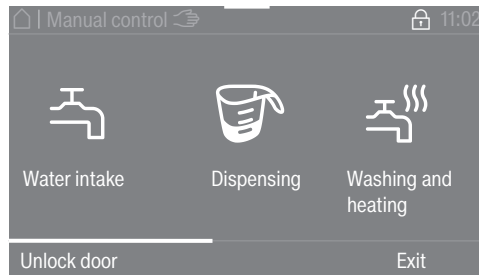 | Manual control 11:02
Water intake Dispensing Washing and
heating
Unlock door Exit